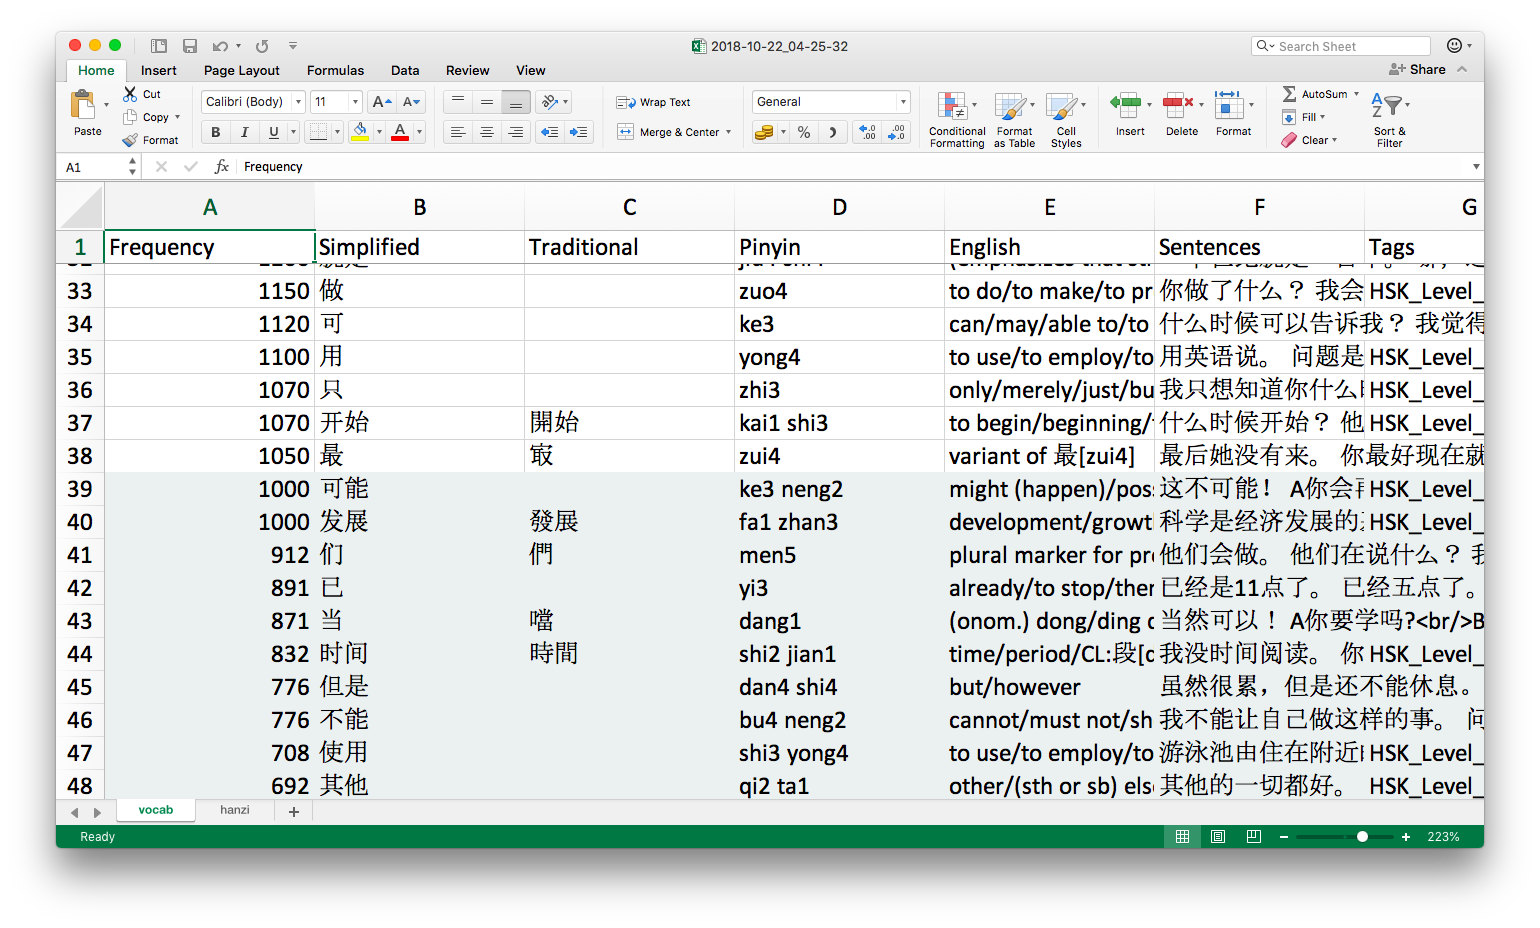 2018-10-22_04-25-32
Search Sheet
Home Insert Page Layout Formulas Data Review View
Share
Paste
Cut
Copy
Format
Calibri (Body) 11
B I U
Wrap Text
Merge & Center
General
Conditional Formatting
Format as Table
Cell Styles
Insert Delete Format
AutoSum
Fill
Clear
Sort & Filter
A1 fx Frequency
A B C D E F G
1 Frequency Simplified Traditional Pinyin English Sentences Tags
33 1150 做 zuo4 to do/to make/to pr 你做了什么？ 我会 HSK_Level_
34 1120 可 ke3 can/may/able to/to 什么时候可以告诉我？ 我觉得
35 1100 用 yong4 to use/to employ/to 用英语说。 问题是 HSK_Level_
36 1070 只 zhi3 only/merely/just/bu 我只想知道你什么 HSK_Level_
37 1070 开始 開始 kai1 shi3 to begin/beginning/ 什么时候开始？ 他 HSK_Level_
38 1050 最 㝡 zui4 variant of 最[zui4] 最后她没有来。 你最好现在就
39 1000 可能 ke3 neng2 might (happen)/pos 这不可能！ A你会 HSK_Level_
40 1000 发展 發展 fa1 zhan3 development/growt 科学是经济发展的 HSK_Level_
41 912 们 們 men5 plural marker for pr 他们会做。 他们在说什么？ 我
42 891 已 yi3 already/to stop/ther 已经是11点了。 已经五点了。
43 871 当 噹 dang1 (onom.) dong/ding 当然可以！ A你要学吗?<br/>B
44 832 时间 時間 shi2 jian1 time/period/CL:段[ 我没时间阅读。 你 HSK_Level_
45 776 但是 dan4 shi4 but/however 虽然很累，但是还不能休息。
46 776 不能 bu4 neng2 cannot/must not/sh 我不能让自己做这样的事。 问
47 708 使用 shi3 yong4 to use/to employ/to 游泳池由住在附近 HSK_Level_
48 692 其他 qi2 ta1 other/(sth or sb) els 其他的一切都好。 HSK_Level_
vocab hanzi +
Ready
223%